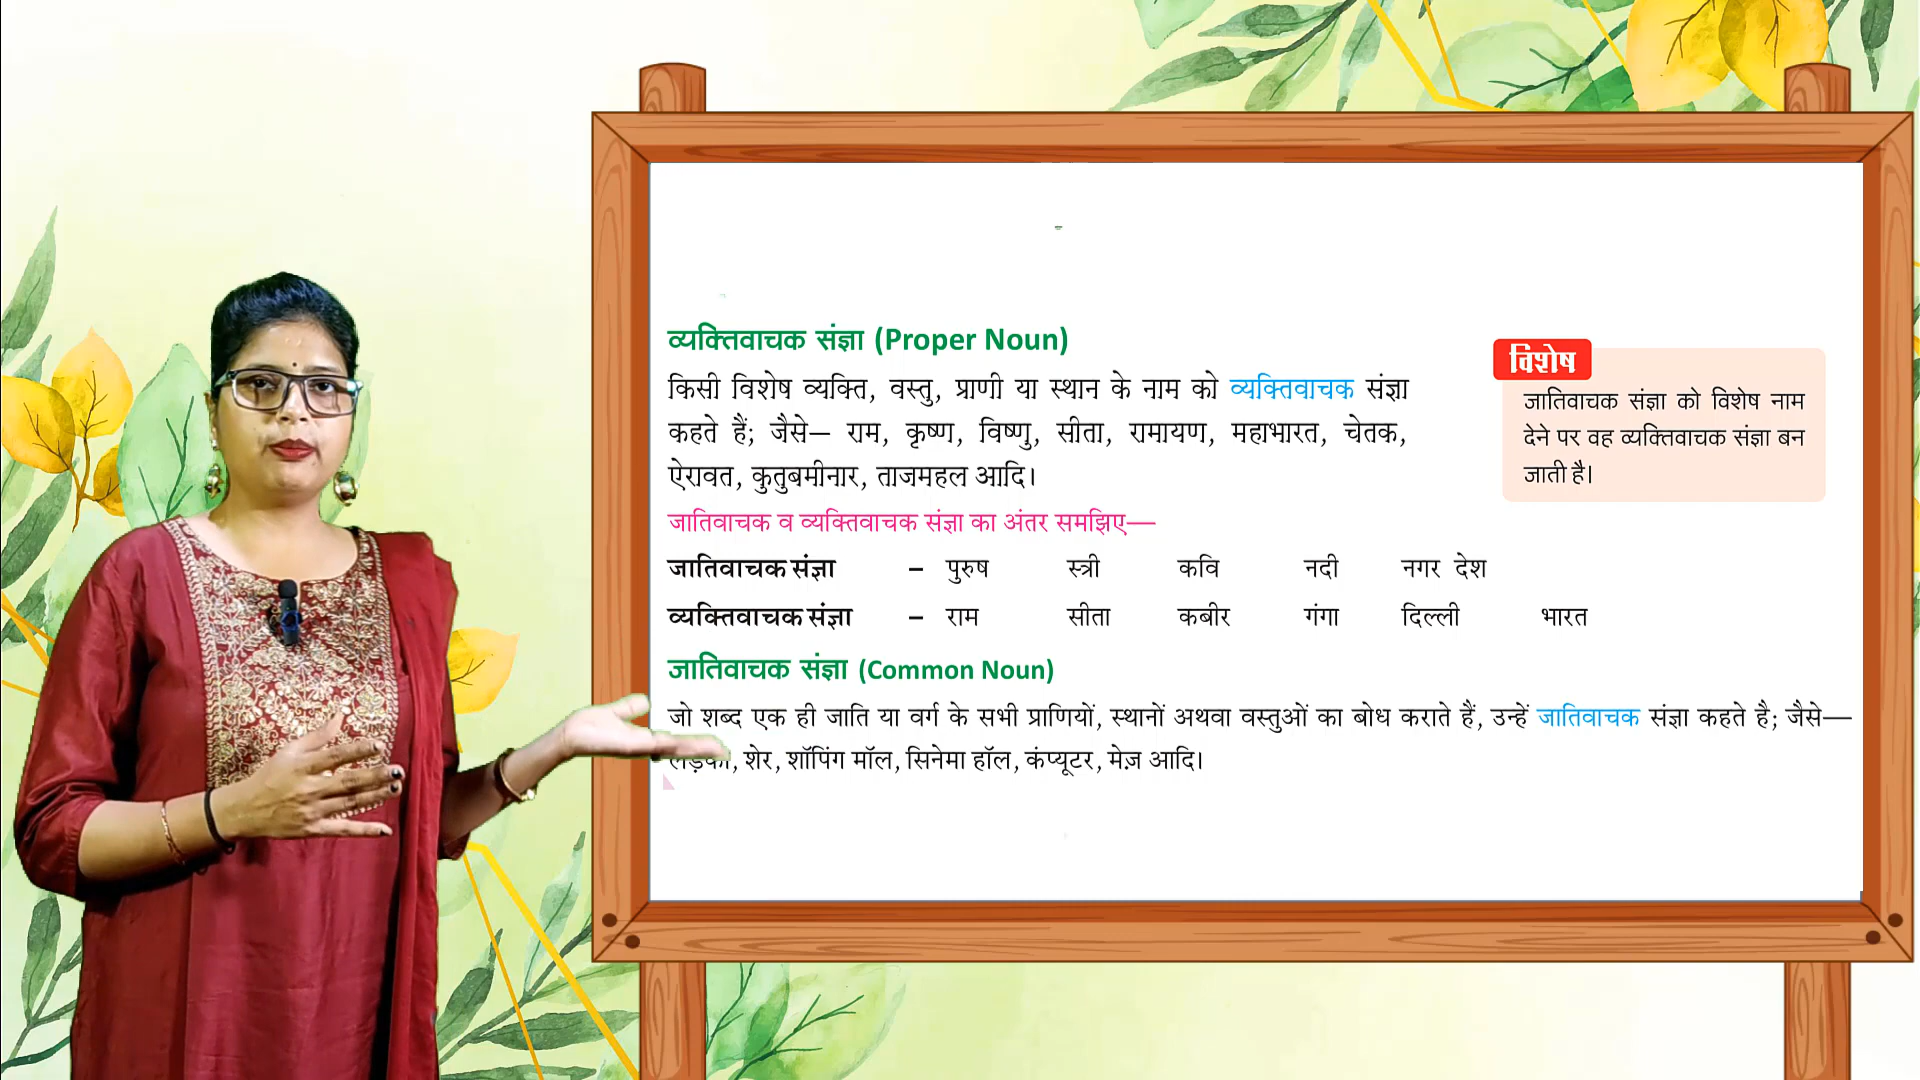 व्यक्तिवाचक संज्ञा (Proper Noun)
किसी विशेष व्यक्ति, वस्तु, प्राणी या स्थान के नाम को व्यक्तिवाचक संज्ञा
कहते हैं; जैसे— राम, कृष्ण, विष्णु, सीता, रामायण, महाभारत, चेतक,
ऐरावत, कुतुबमीनार, ताजमहल आदि।
विशेष
जातिवाचक संज्ञा को विशेष नाम
देने पर वह व्यक्तिवाचक संज्ञा बन
जाती है।
जातिवाचक व व्यक्तिवाचक संज्ञा का अंतर समझिए—
जातिवाचक संज्ञा – पुरुष स्त्री कवि नदी नगर देश
व्यक्तिवाचक संज्ञा – राम सीता कबीर गंगा दिल्ली भारत
जातिवाचक संज्ञा (Common Noun)
जो शब्द एक ही जाति या वर्ग के सभी प्राणियों, स्थानों अथवा वस्तुओं का बोध कराते हैं, उन्हें जातिवाचक संज्ञा कहते है; जैसे—
शेर, शॉपिंग मॉल, सिनेमा हॉल, कंप्यूटर, मेज़ आदि।